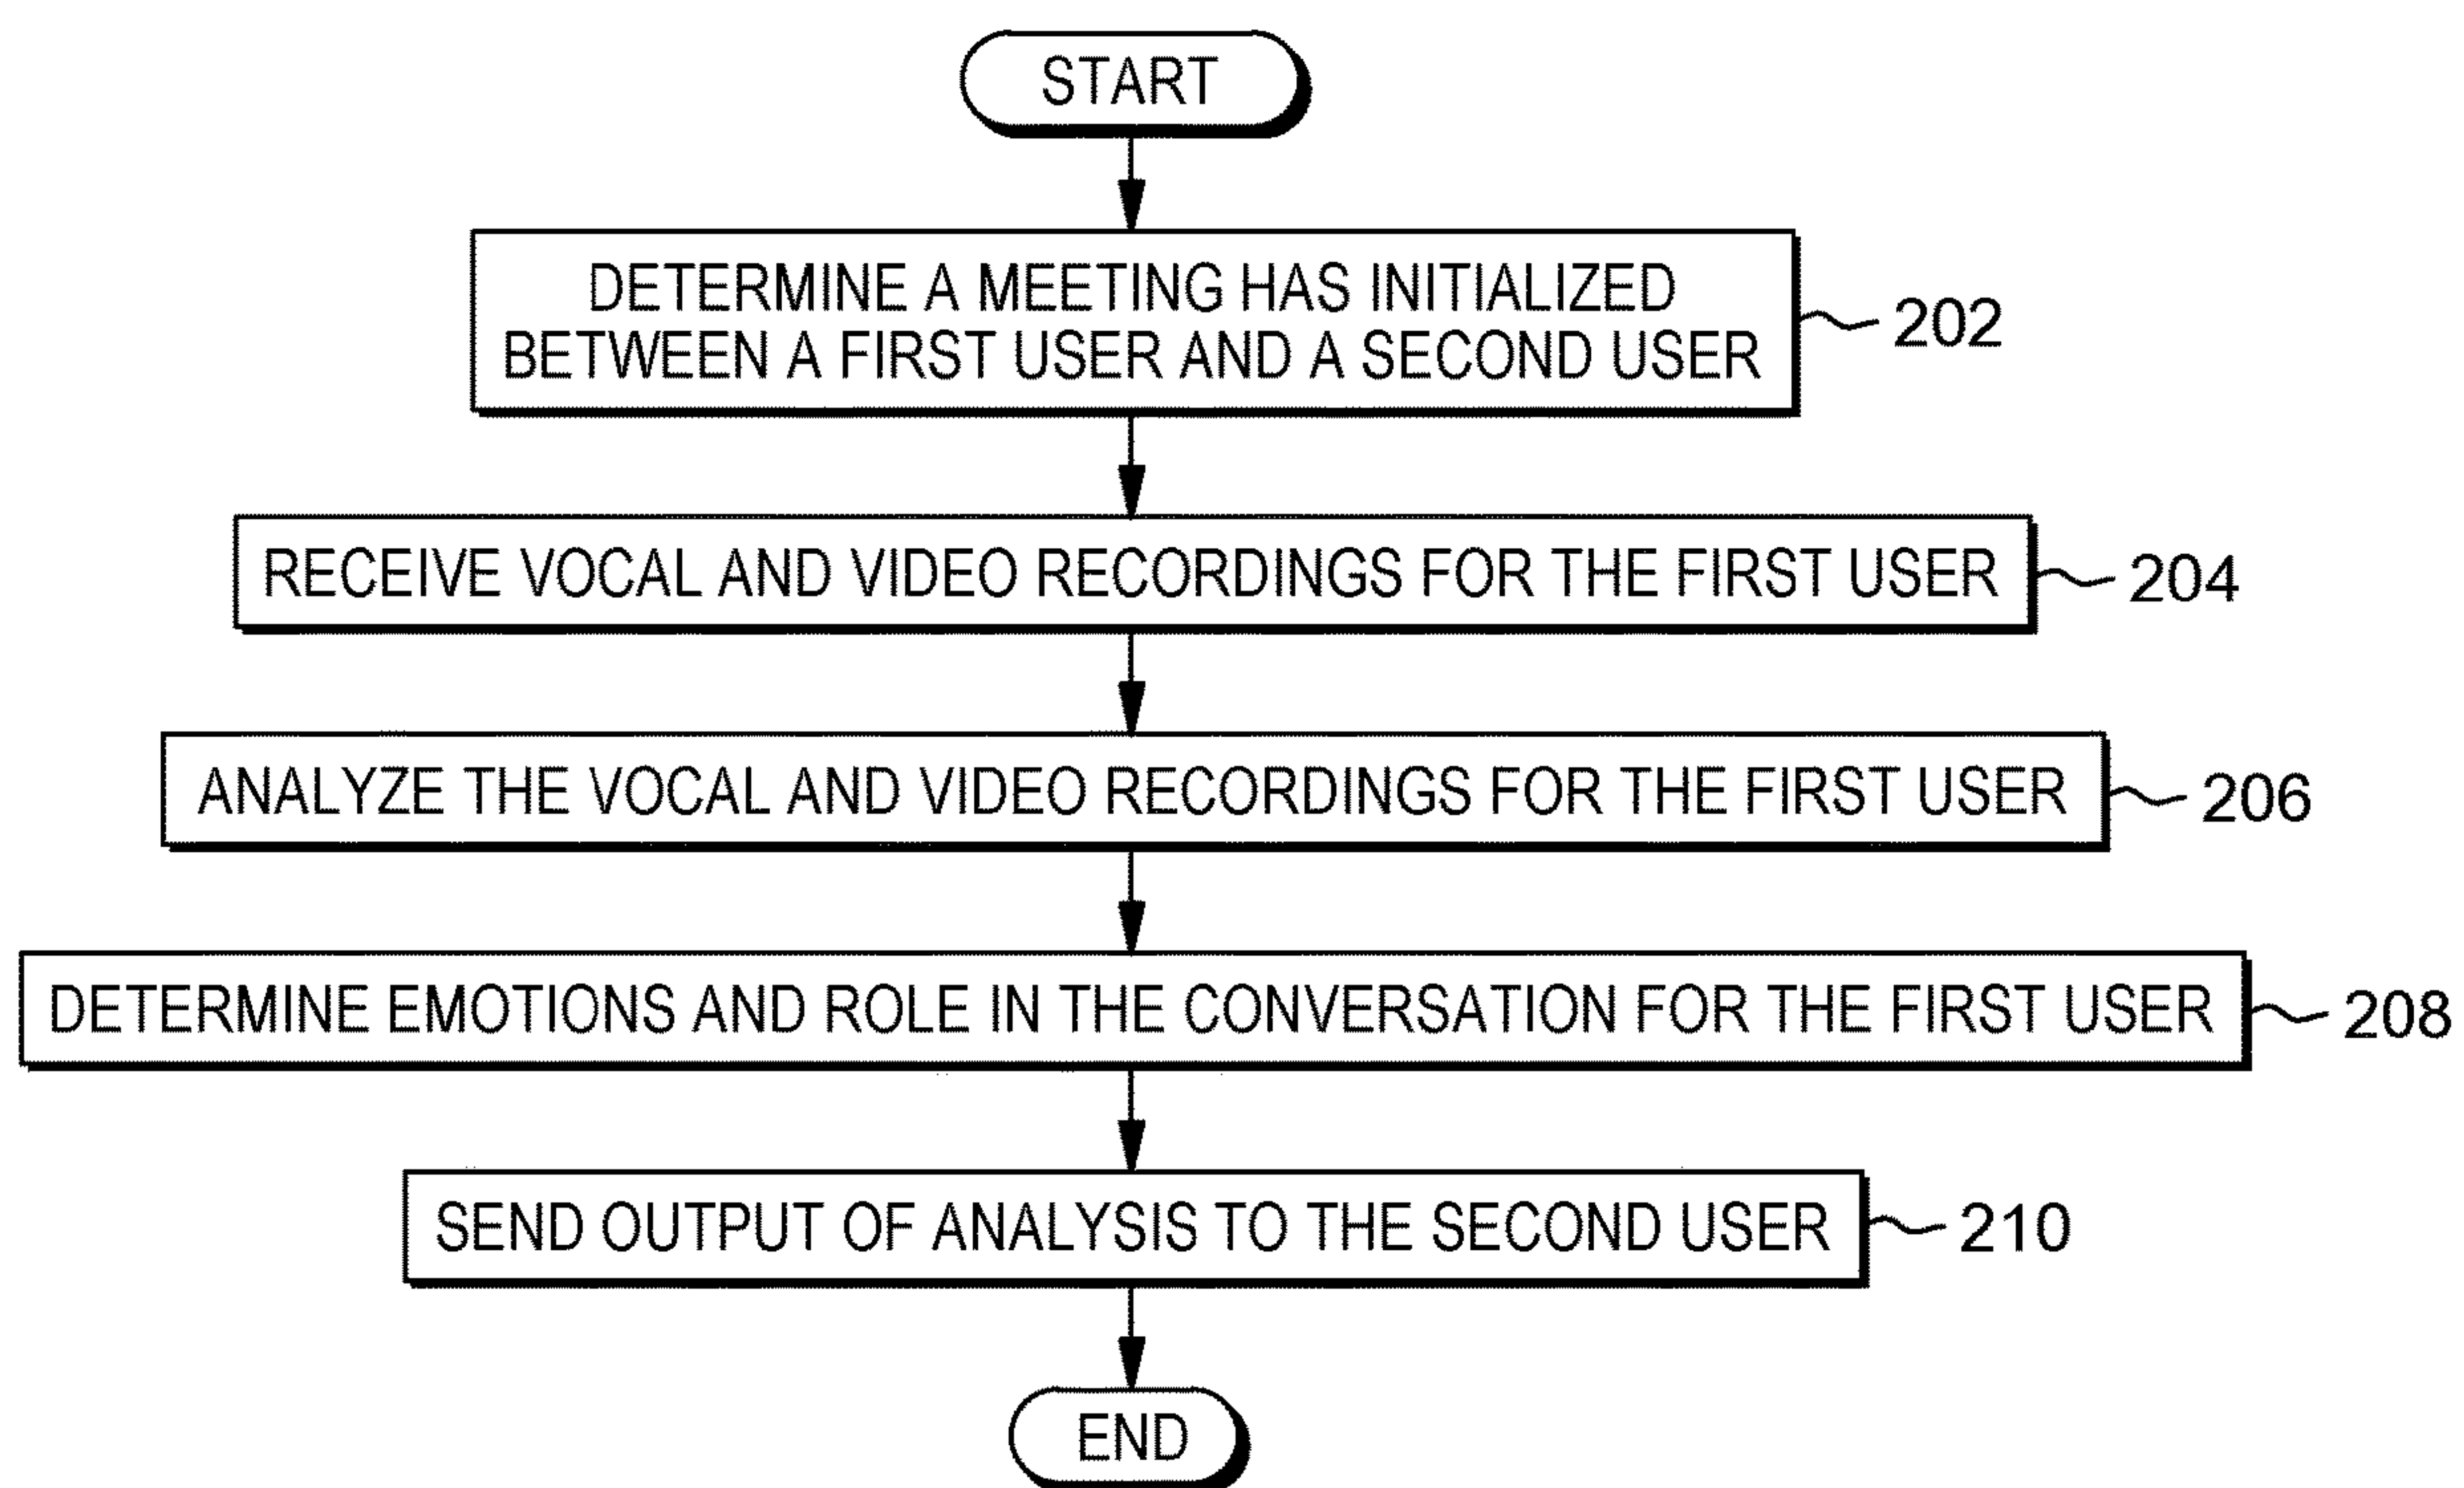 START
DETERMINE A MEETING HAS INITIALIZED
BETWEEN A FIRST USER AND A SECOND USER
202
RECEIVE VOCAL AND VIDEO RECORDINGS FOR THE FIRST USER
204
ANALYZE THE VOCAL AND VIDEO RECORDINGS FOR THE FIRST USER
206
DETERMINE EMOTIONS AND ROLE IN THE CONVERSATION FOR THE FIRST USER
208
SEND OUTPUT OF ANALYSIS TO THE SECOND USER
210
END